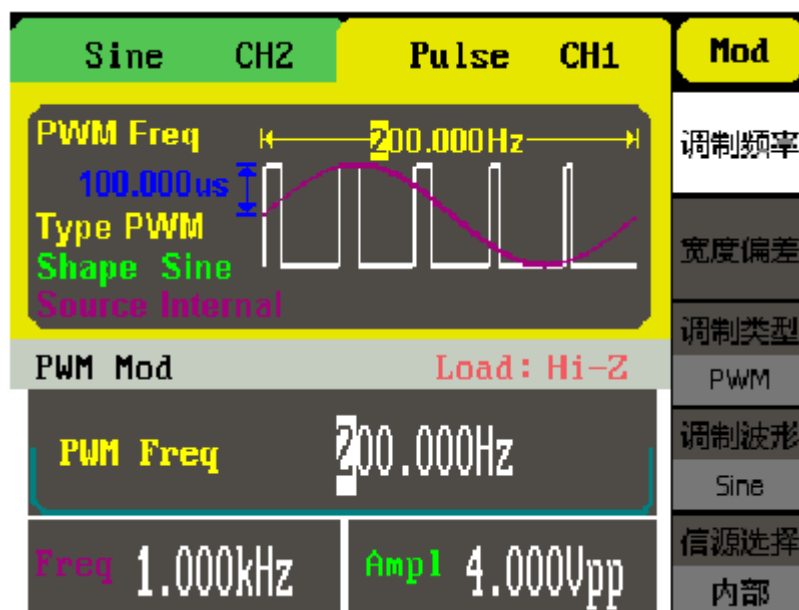 Sine CH2 Pulse CH1 Mod
PWM Freq 200.000Hz
100.000us
Type PWM
Shape Sine
Source Internal
PWM Mod Load: Hi-Z
PWM Freq 200.000Hz
Freq 1.000kHz Ampl 4.000Vpp
调制频率
宽度偏差
调制类型
PWM
调制波形
Sine
信源选择
内部